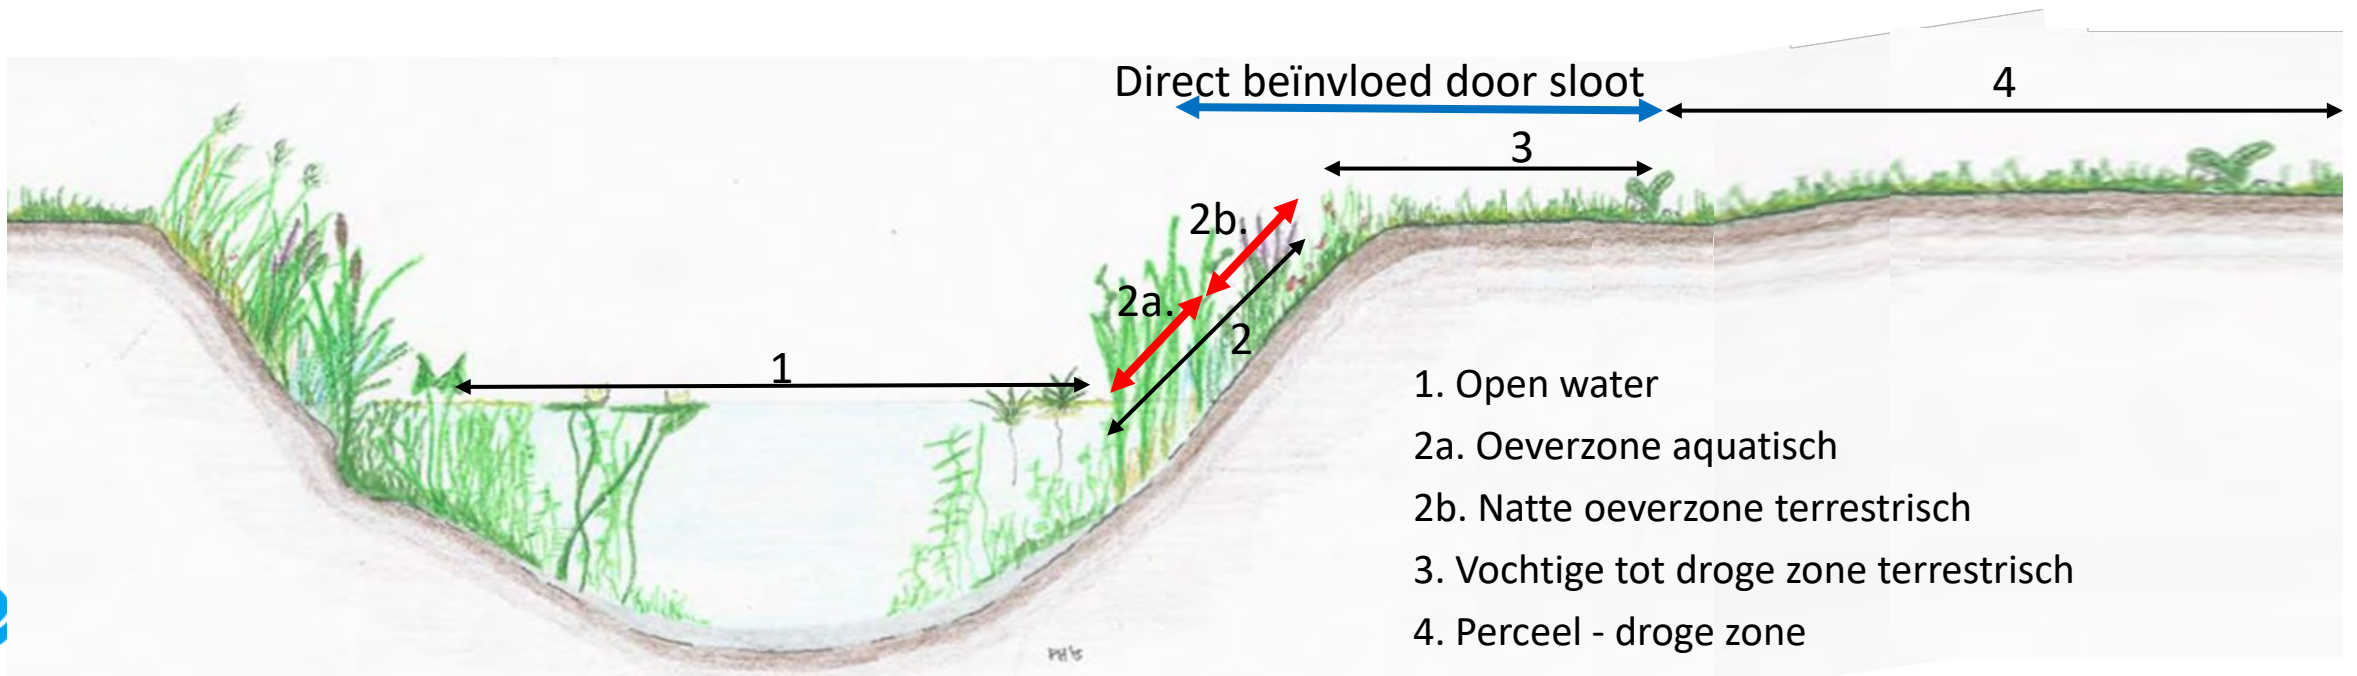 Direct beïnvloed door sloot
4
3
2b.
2a.
2
1
1. Open water
2a. Oeverzone aquatisch
2b. Natte oeverzone terrestrisch
3. Vochtige tot droge zone terrestrisch
4. Perceel - droge zone